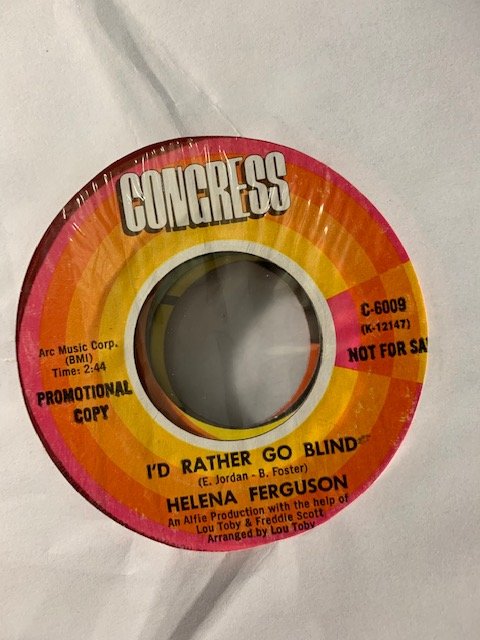 CONGRESS
C-6009
(K-12147)
NOT FOR SA
Arc Music Corp.
(BMI)
Time: 2:44
PROMOTIONAL
COPY
I'D RATHER GO BLIND
(E. Jordan - B. Foster)
HELENA FERGUSON
An Alfie Production with the help of
Lou Toby & Freddie Scott
Arranged by Lou Toby